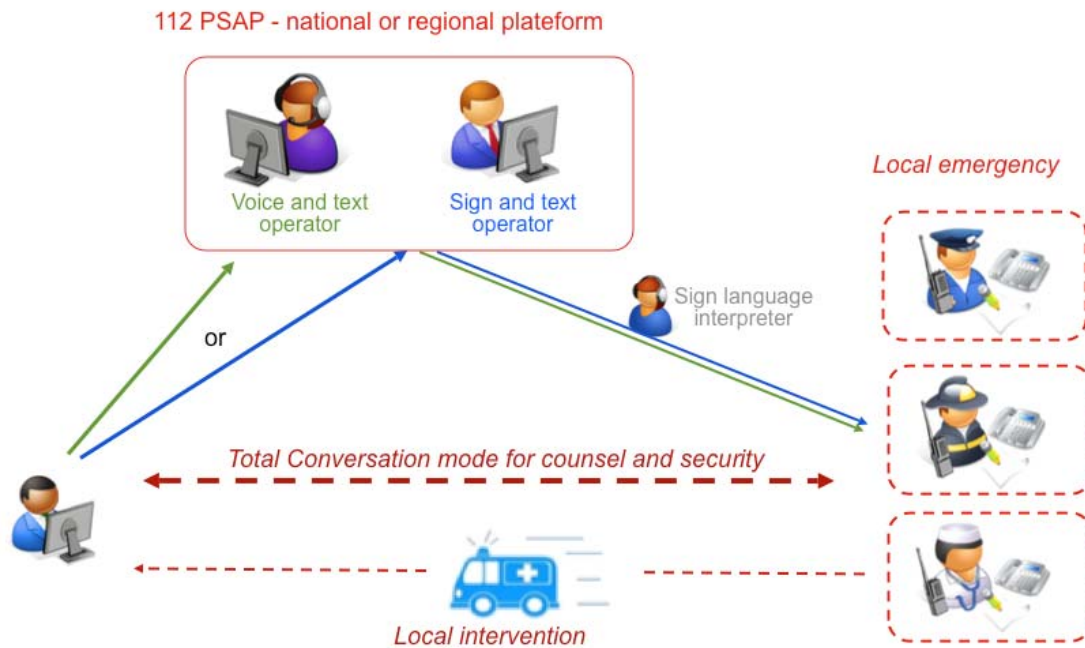 112 PSAP - national or regional plateform
Voice and text
operator
Sign and text
operator
Local emergency
Sign language
interpreter
or
Total Conversation mode for counsel and security
Local intervention